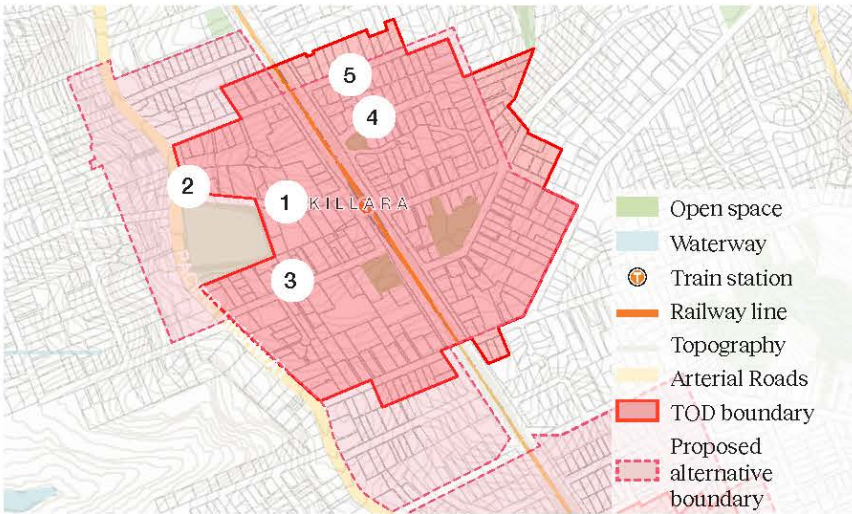 5
4
2
1
KILLARA
3
Open space
Waterway
T
Train station
Railway line
Topography
Arterial Roads
TOD boundary
Proposed
alternative
boundary